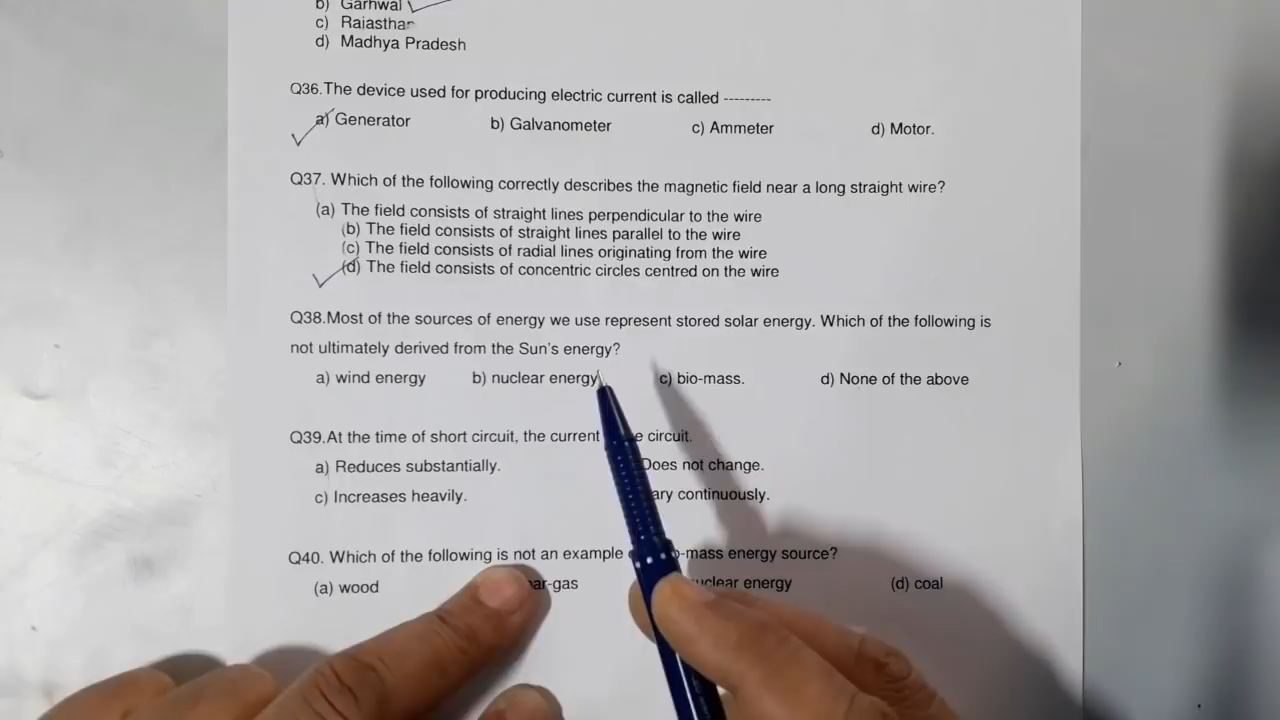 b) Garhwal
c) Rajasthan
d) Madhya Pradesh
Q36.The device used for producing electric current is called ---------
a) Generator b) Galvanometer c) Ammeter d) Motor.
Q37. Which of the following correctly describes the magnetic field near a long straight wire?
(a) The field consists of straight lines perpendicular to the wire
(b) The field consists of straight lines parallel to the wire
(c) The field consists of radial lines originating from the wire
(d) The field consists of concentric circles centred on the wire
Q38.Most of the sources of energy we use represent stored solar energy. Which of the following is
not ultimately derived from the Sun's energy?
a) wind energy b) nuclear energy c) bio-mass. d) None of the above
Q39.At the time of short circuit, the current circuit.
a) Reduces substantially. Does not change.
c) Increases heavily. continuously.
Q40. Which of the following is not an example mass energy source?
(a) wood gas nuclear energy (d) coal